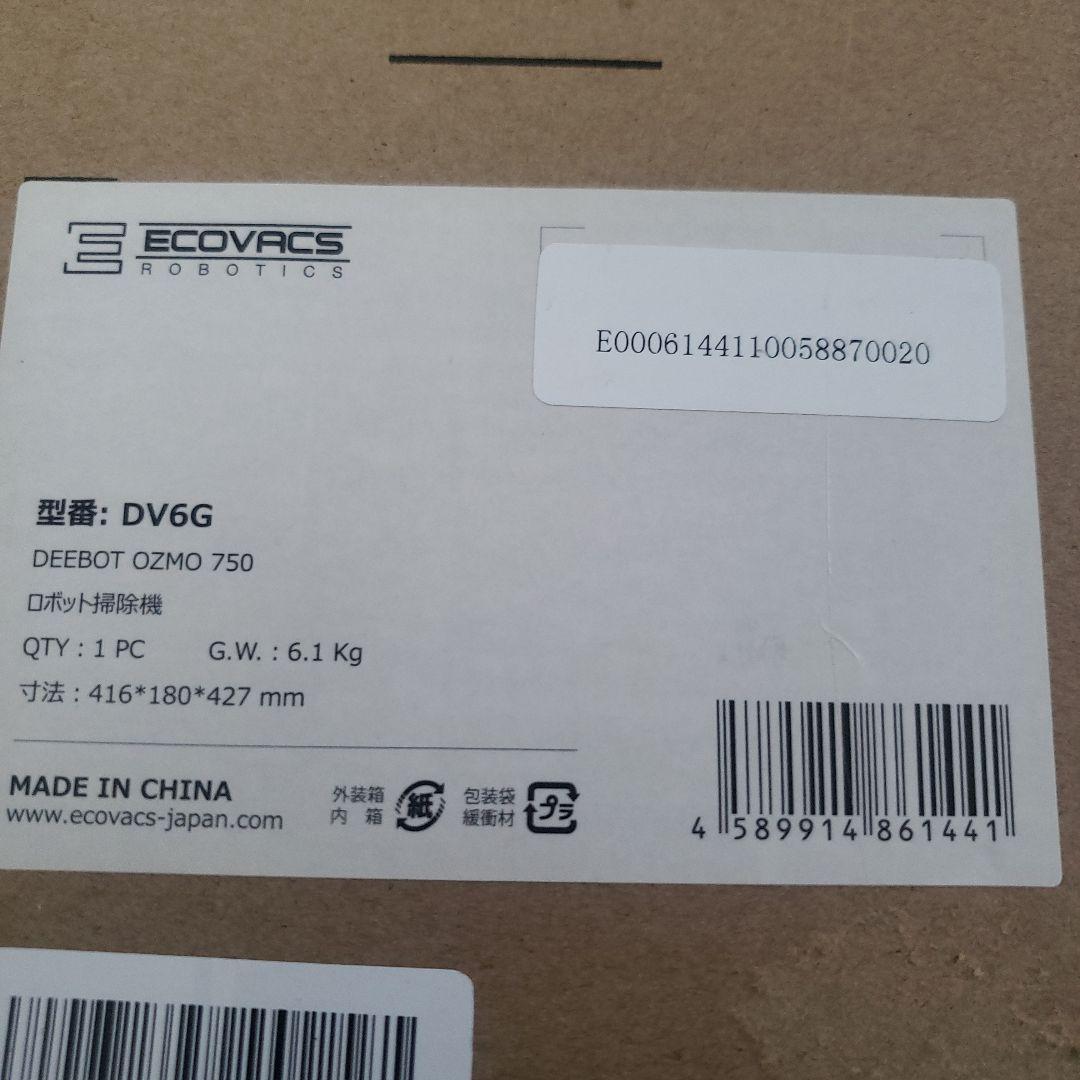 ECOVACS
ROBOTICS
E0006144110058870020
型番: DV6G
DEEBOT OZMO 750
ロボット掃除機
QTY : 1 PC G.W. : 6.1 Kg
寸法 : 416*180*427 mm
MADE IN CHINA
www.ecovacs-japan.com
外装箱
内 箱
紙
包装袋
緩衝材
プラ
4 589914 861441